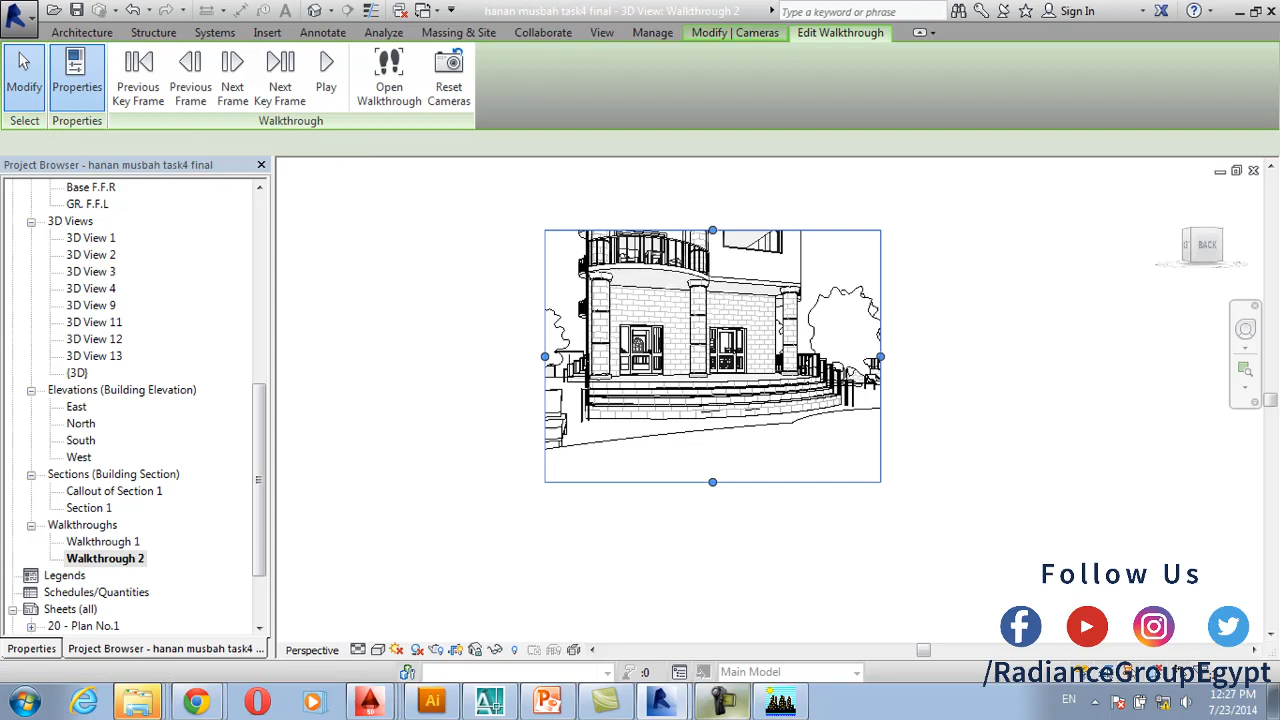 hanan musbah task4 final - 3D View: Walkthrough 2
Type a keyword or phrase
Sign In
Architecture Structure Systems Insert Annotate Analyze Massing & Site Collaborate View Manage Modify | Cameras Edit Walkthrough
Modify
Properties
Previous Key Frame
Previous Frame
Next Frame
Next Key Frame
Play
Open Walkthrough
Reset Cameras
Select Properties Walkthrough
Project Browser - hanan musbah task4 final
Base F.F.R
GR. F.F.L
3D Views
3D View 1
3D View 2
3D View 3
3D View 4
3D View 9
3D View 11
3D View 12
3D View 13
{3D}
Elevations (Building Elevation)
East
North
South
West
Sections (Building Section)
Callout of Section 1
Section 1
Walkthroughs
Walkthrough 1
Walkthrough 2
Legends
Schedules/Quantities
Sheets (all)
20 - Plan No.1
Properties
Project Browser - hanan musbah task4 ...
BACK
Perspective
:0
Main Model
Follow Us
/RadianceGroupEgypt
Ai
EN
12:27 PM
7/23/2014